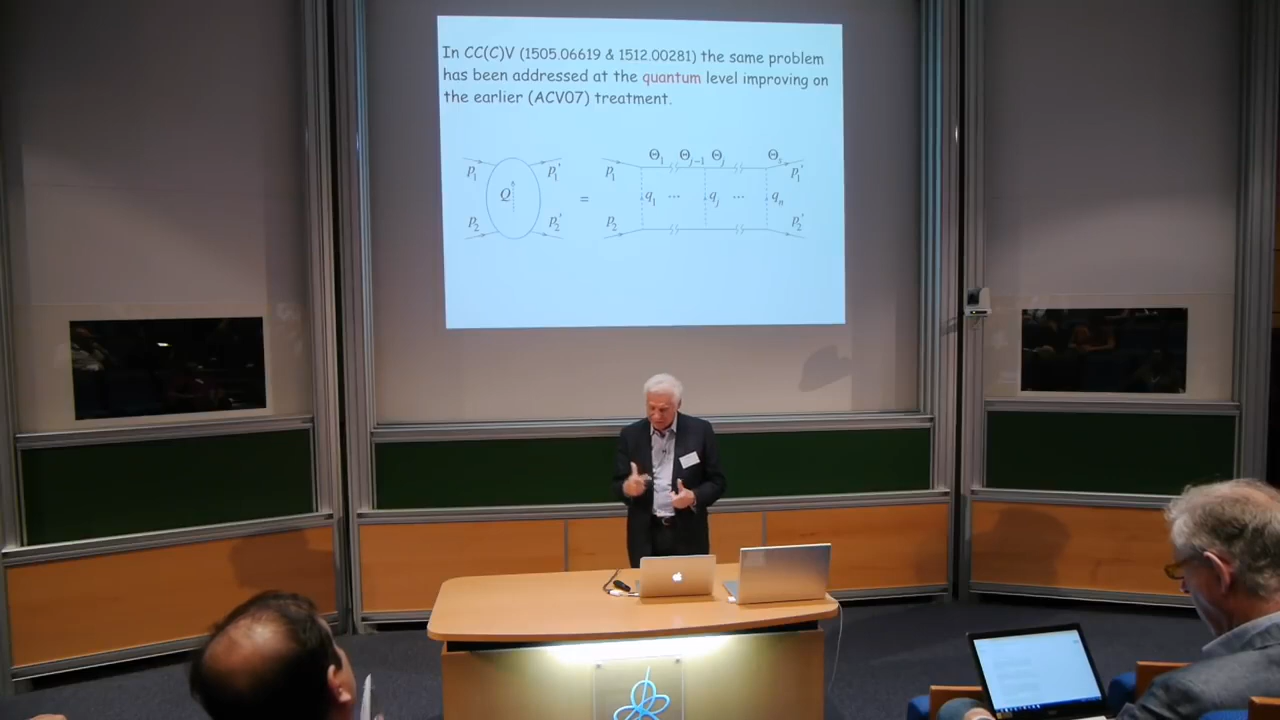 In CC(C)V (1505.06619 & 1512.00281) the same problem
has been addressed at the quantum level improving on
the earlier (ACV07) treatment.
p₁ p₁' Q p₂ p₂'
=
Θ₁ Θⱼ₋₁ Θⱼ
p₁ p₁'
q₁ ... qⱼ ... qₙ
p₂ p₂'